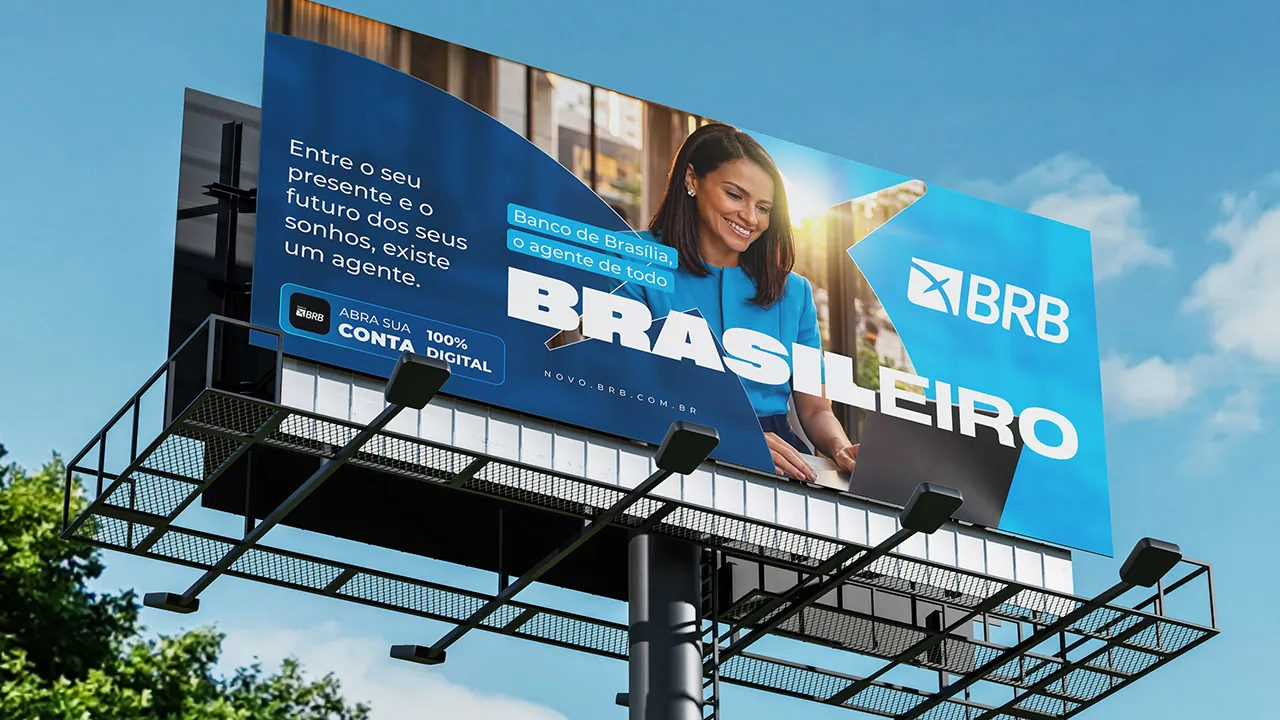 Entre o seu
presente e o
futuro dos seus
sonhos, existe
um agente.
BRB
ABRA SUA
CONTA
100%
DIGITAL
Banco de Brasília,
o agente de todo
BRASILEIRO
NOVO.BRB.COM.BR
BRB